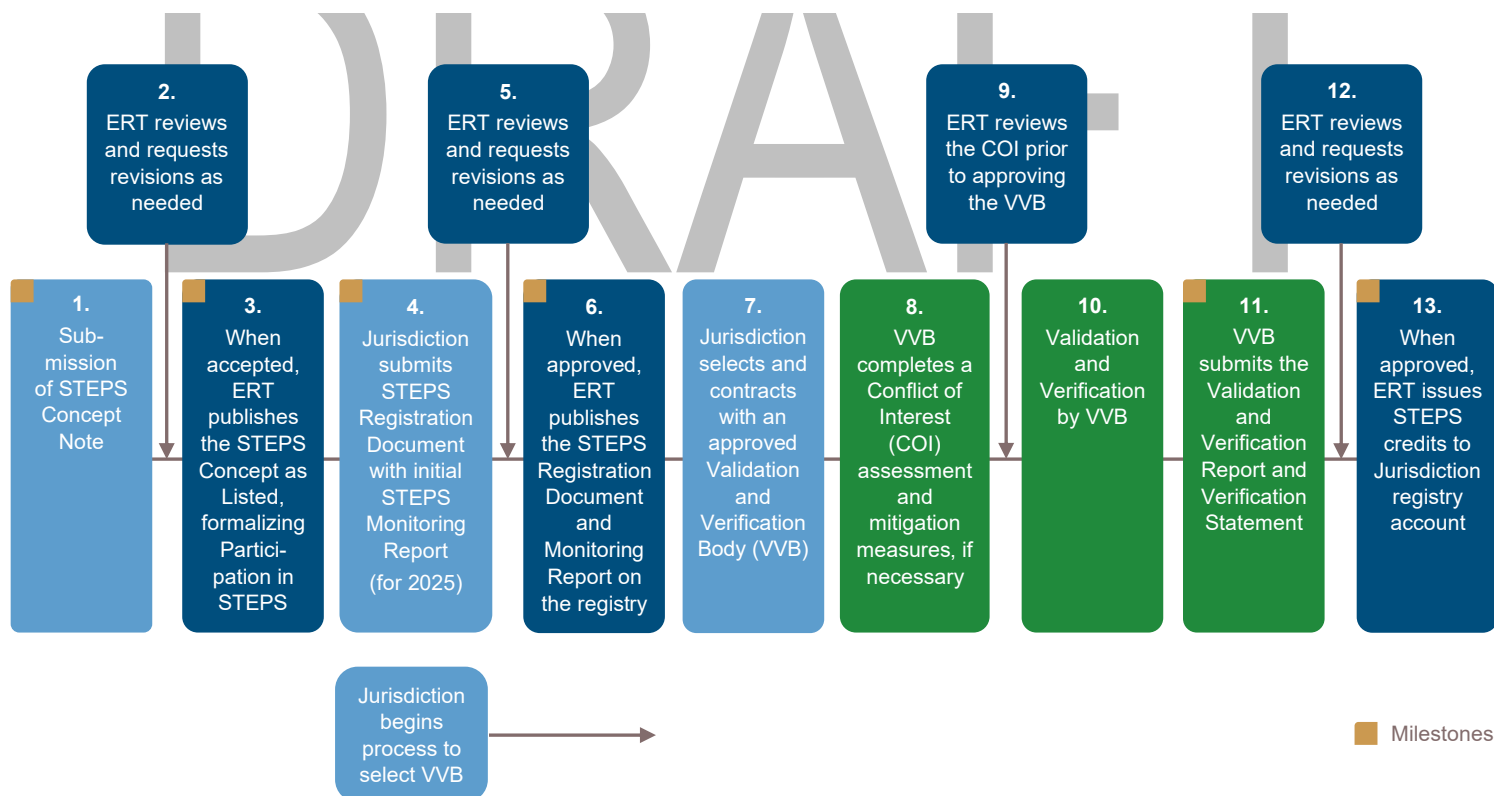 DRAFT
2.
ERT reviews
and requests
revisions as
needed
5.
ERT reviews
and requests
revisions as
needed
9.
ERT reviews
the COI prior
to approving
the VVB
12.
ERT reviews
and requests
revisions as
needed
1.
Sub-
mission
of STEPS
Concept
Note
3.
When
accepted,
ERT
publishes
the STEPS
Concept as
Listed,
formalizing
Partici-
pation in
STEPS
4.
Jurisdiction
submits
STEPS
Registration
Document
with initial
STEPS
Monitoring
Report
(for 2025)
6.
When
approved,
ERT
publishes
the STEPS
Registration
Document
and
Monitoring
Report on
the registry
7.
Jurisdiction
selects and
contracts
with an
approved
Validation
and
Verification
Body (VVB)
8.
VVB
completes a
Conflict of
Interest
(COI)
assessment
and
mitigation
measures, if
necessary
10.
Validation
and
Verification
by VVB
11.
VVB
submits the
Validation
and
Verification
Report and
Verification
Statement
13.
When
approved,
ERT issues
STEPS
credits to
Jurisdiction
registry
account
Jurisdiction
begins
process to
select VVB
Milestones